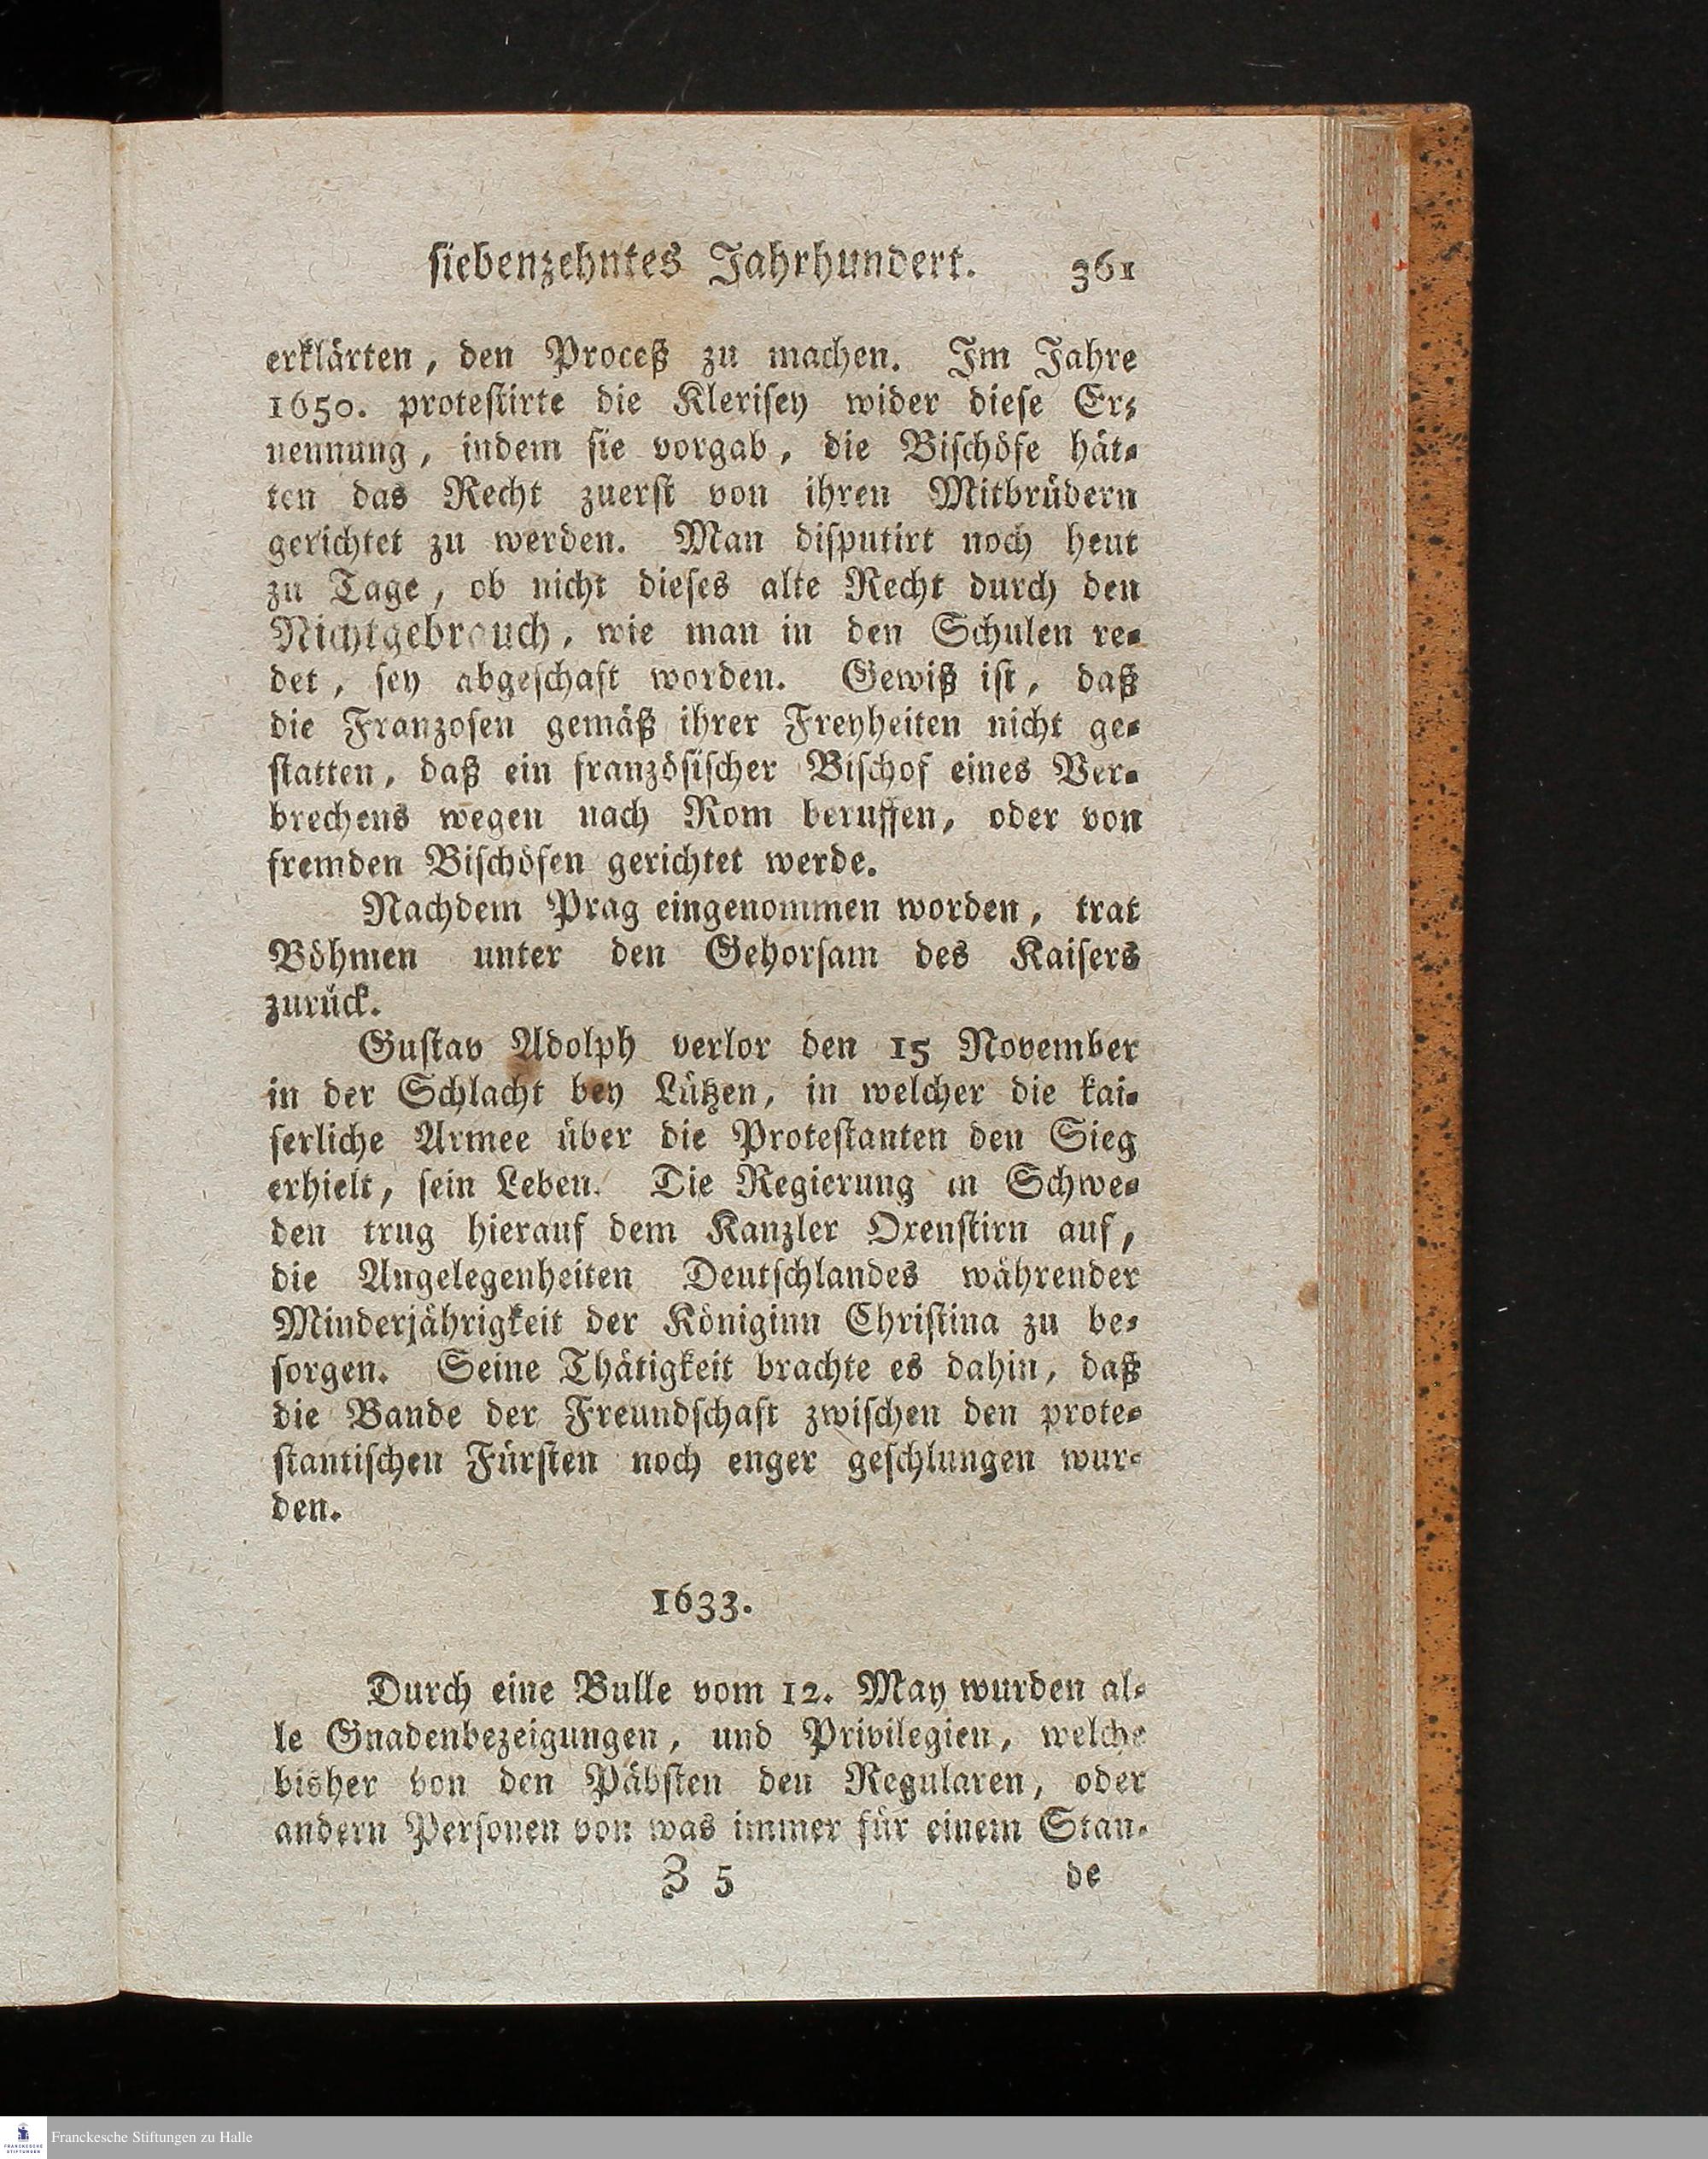 siebenzehntes Jahrhundert. 361
erklärten, den Proceß zu machen. Im Jahre
1650. protestirte die Klerisey wider diese Er-
nennung, indem sie vorgab, die Bischöfe hät-
ten das Recht zuerst von ihren Mitbrüdern
gerichtet zu werden. Man disputirt noch heut
zu Tage, ob nicht dieses alte Recht durch den
Nichtgebrauch, wie man in den Schulen re-
det, sey abgeschaft worden. Gewiß ist, daß
die Franzosen gemäß ihrer Freyheiten nicht ge-
statten, daß ein französischer Bischof eines Ver-
brechens wegen nach Rom beruffen, oder von
fremden Bischöfen gerichtet werde.
Nachdem Prag eingenommen worden, trat
Böhmen unter den Gehorsam des Kaisers
zurück.
Gustav Adolph verlor den 15 November
in der Schlacht bey Lützen, in welcher die kai-
serliche Armee über die Protestanten den Sieg
erhielt, sein Leben. Die Regierung in Schwe-
den trug hierauf dem Kanzler Oxenstirn auf,
die Angelegenheiten Deutschlandes währender
Minderjährigkeit der Königinn Christina zu be-
sorgen. Seine Thätigkeit brachte es dahin, daß
die Bande der Freundschaft zwischen den prote-
stantischen Fürsten noch enger geschlungen wur-
den.
1633.
Durch eine Bulle vom 12. May wurden al-
le Gnadenbezeigungen, und Privilegien, welche
bisher von den Päbsten den Regularen, oder
andern Personen von was immer für einem Stan-
Z 5 de
FRANCKESCHE
STIFTUNGEN
Franckesche Stiftungen zu Halle